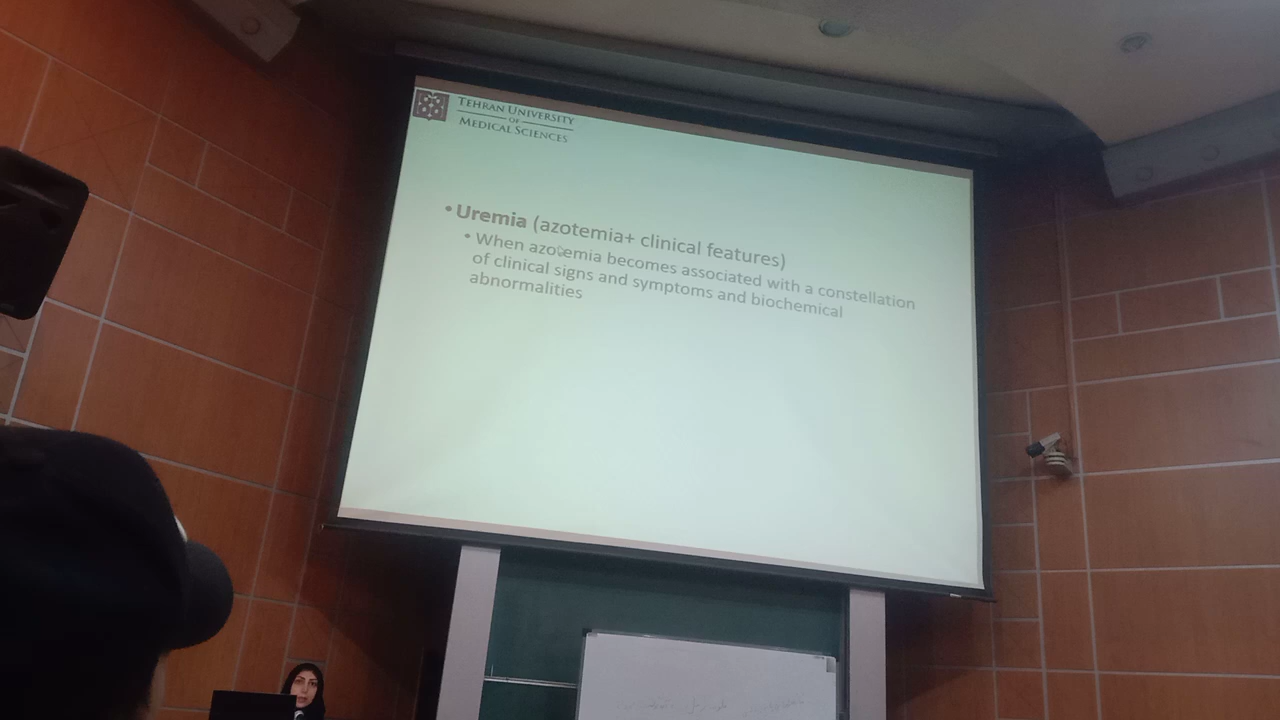 TEHRAN UNIVERSITY
OF
MEDICAL SCIENCES
• Uremia (azotemia+ clinical features)
• When azotemia becomes associated with a constellation
of clinical signs and symptoms and biochemical
abnormalities